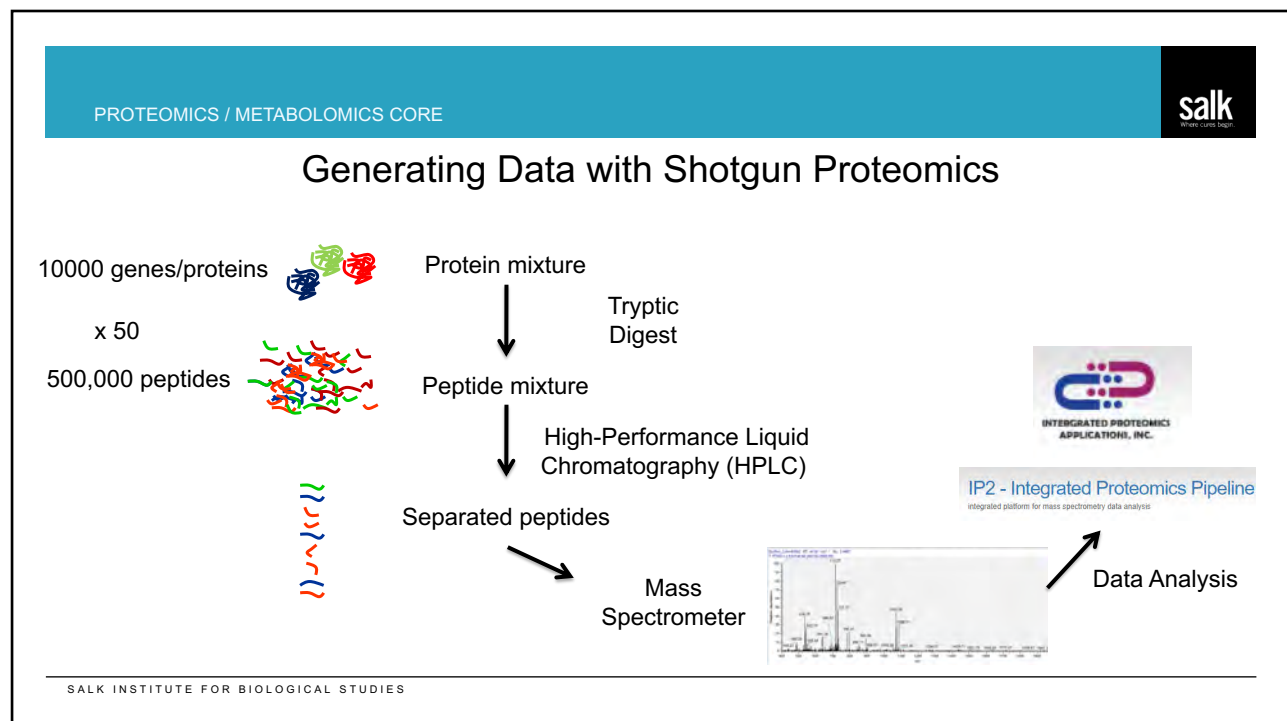 PROTEOMICS / METABOLOMICS CORE
salk
Where cures begin.
Generating Data with Shotgun Proteomics
10000 genes/proteins
Protein mixture
x 50
Tryptic
Digest
500,000 peptides
Peptide mixture
High-Performance Liquid
Chromatography (HPLC)
INTERGRATED PROTEOMICS
APPLICATIONS, INC.
IP2 - Integrated Proteomics Pipeline
integrated platform for mass spectrometry data analysis
Separated peptides
Mass
Spectrometer
Data Analysis
SALK INSTITUTE FOR BIOLOGICAL STUDIES